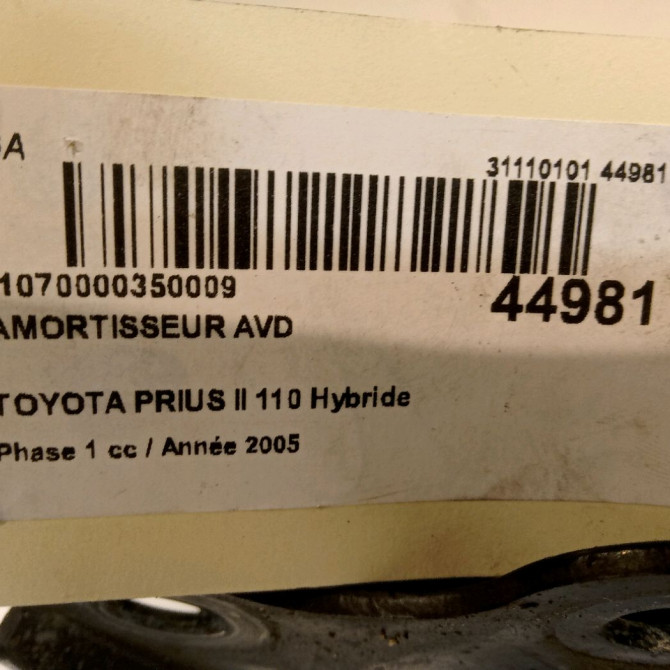 31110101 44981
1070000350009
44981
AMORTISSEUR AVD
TOYOTA PRIUS II 110 Hybride
Phase 1 cc / Année 2005